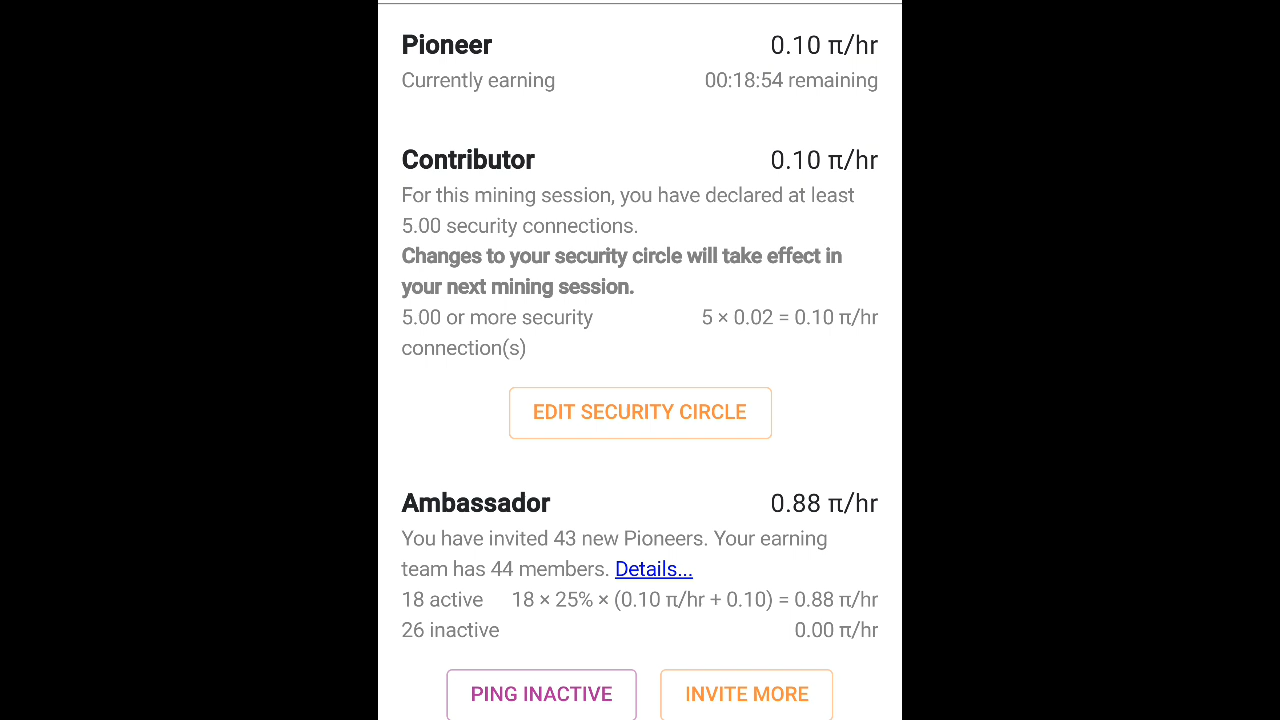 Pioneer 0.10 π/hr
Currently earning 00:18:54 remaining
Contributor 0.10 π/hr
For this mining session, you have declared at least
5.00 security connections.
Changes to your security circle will take effect in
your next mining session.
5.00 or more security 5 × 0.02 = 0.10 π/hr
connection(s)
EDIT SECURITY CIRCLE
Ambassador 0.88 π/hr
You have invited 43 new Pioneers. Your earning
team has 44 members. Details...
18 active 18 × 25% × (0.10 π/hr + 0.10) = 0.88 π/hr
26 inactive 0.00 π/hr
PING INACTIVE INVITE MORE